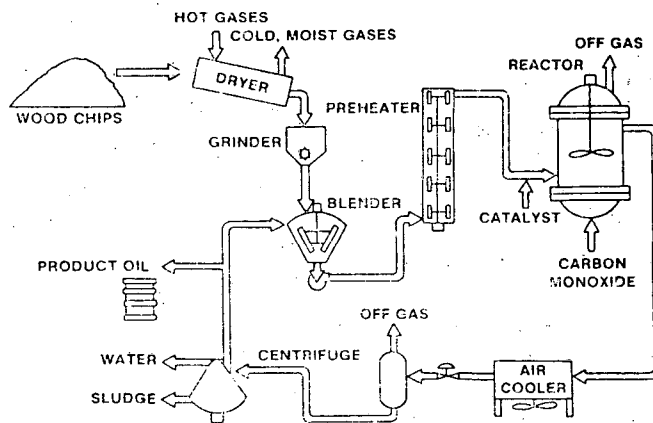 HOT GASES
COLD, MOIST GASES
DRYER
WOOD CHIPS
GRINDER
BLENDER
PREHEATER
OFF GAS
REACTOR
CATALYST
CARBON
MONOXIDE
PRODUCT OIL
OFF GAS
WATER
CENTRIFUGE
SLUDGE
AIR
COOLER